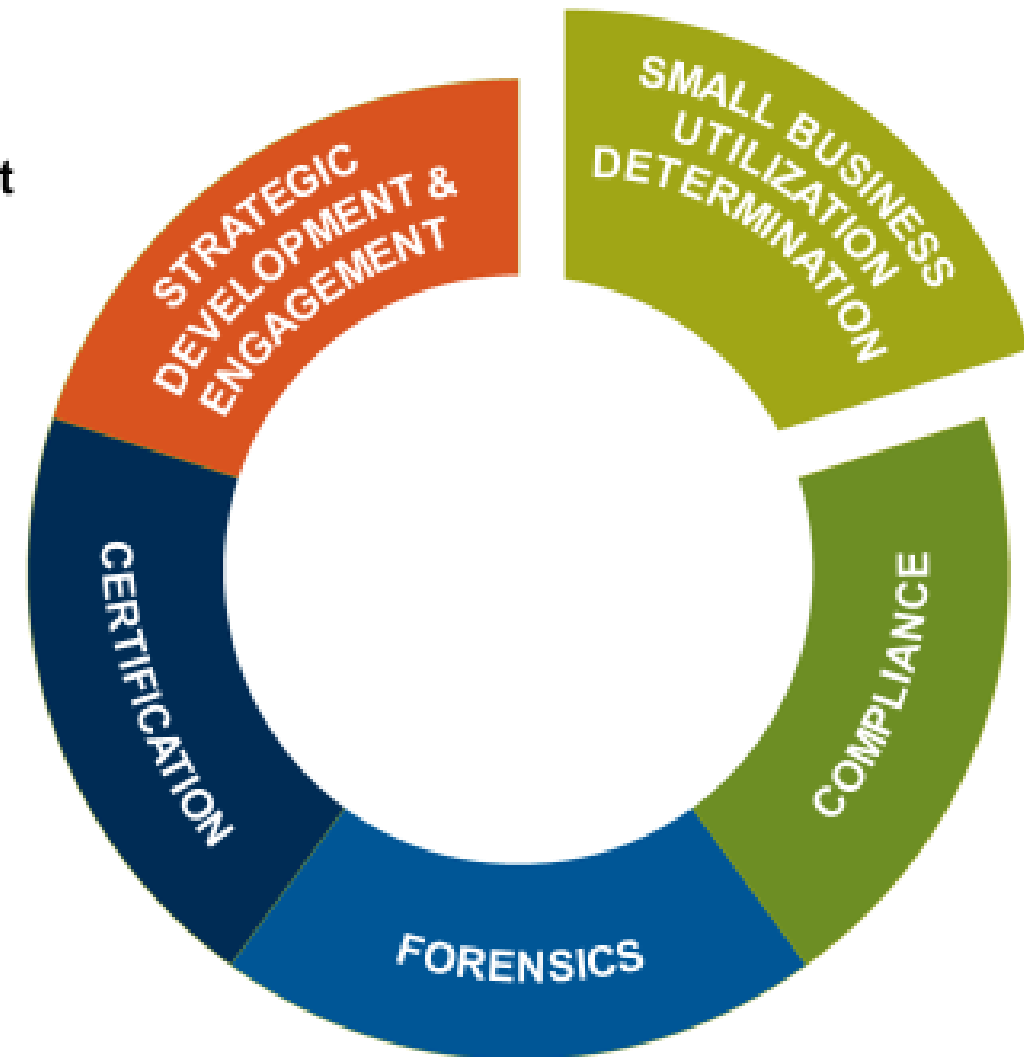 t
SMALL BUSINESS
UTILIZATION
DETERMINATION
STRATEGIC
DEVELOPMENT &
ENGAGEMENT
COMPLIANCE
CERTIFICATION
FORENSICS